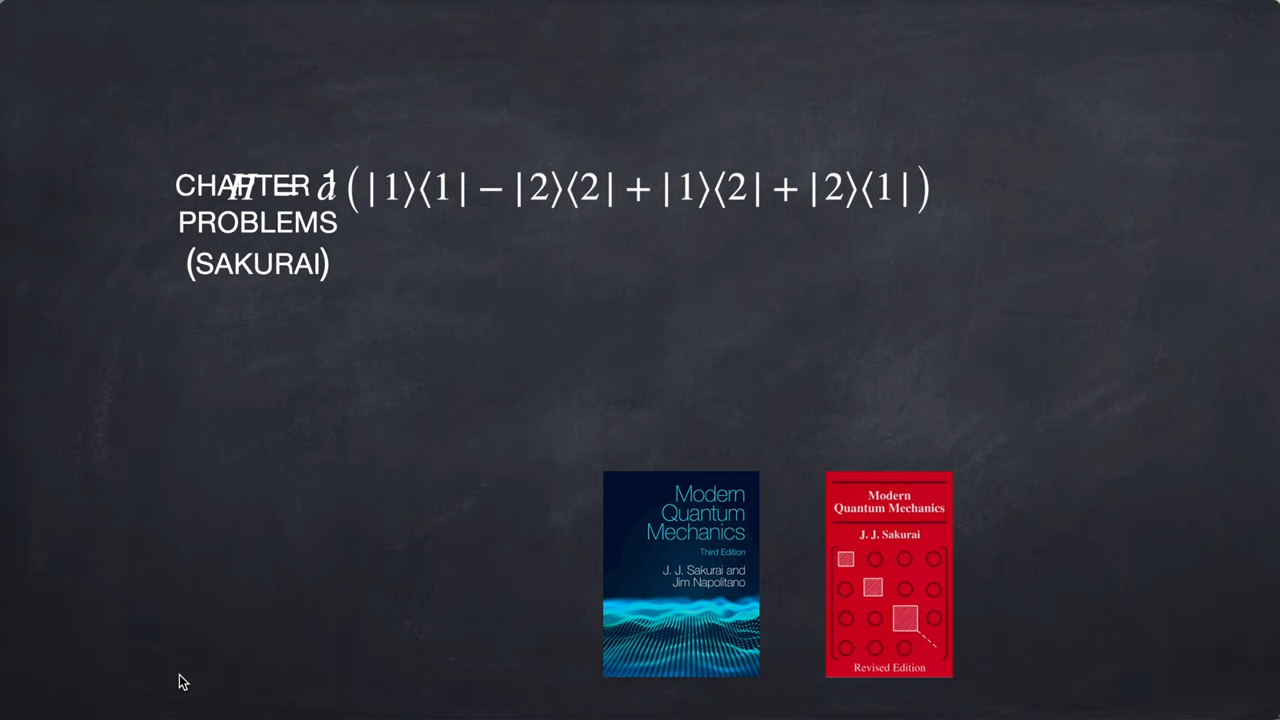 CHAPTER 1
PROBLEMS
(SAKURAI)
H = a (|1⟩⟨1| − |2⟩⟨2| + |1⟩⟨2| + |2⟩⟨1|)
Modern
Quantum
Mechanics
Third Edition
J. J. Sakurai and
Jim Napolitano
Modern
Quantum Mechanics
J. J. Sakurai
Revised Edition